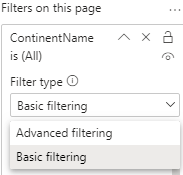 Filters on this page
ContinentName
is (All)
Filter type
Basic filtering
Advanced filtering
Basic filtering